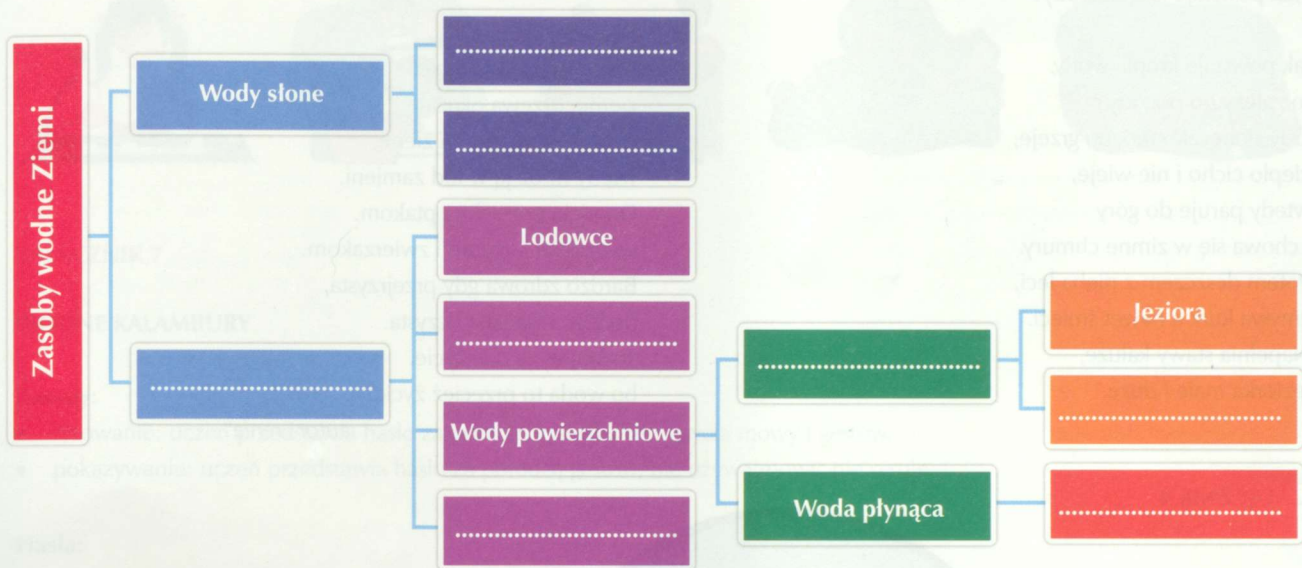 Zasoby wodne Ziemi
Wody słone
Lodowce
Wody powierzchniowe
Jeziora
Woda płynąca